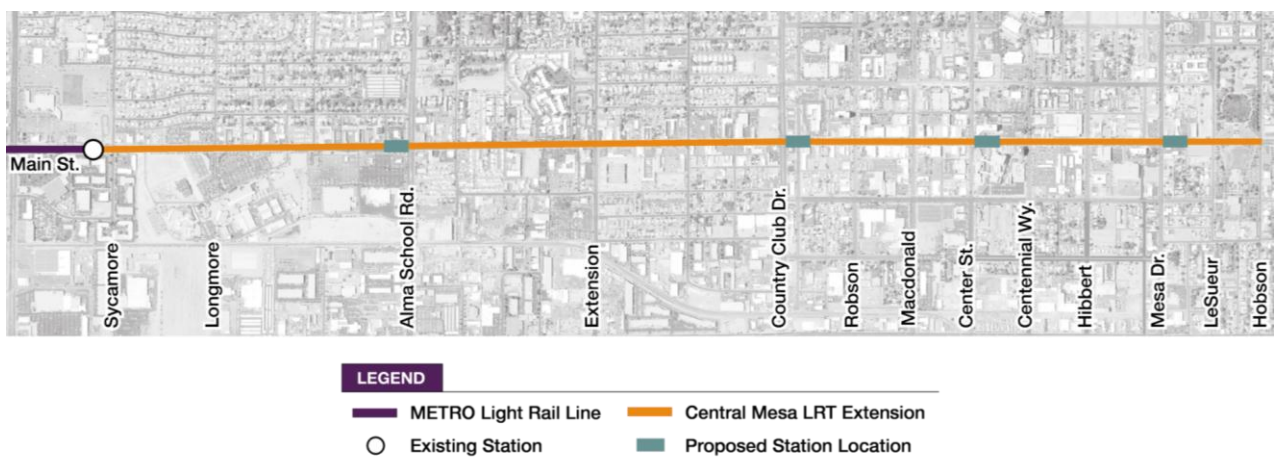 Main St.
Sycamore
Longmore
Alma School Rd.
Extension
Country Club Dr.
Robson
Macdonald
Center St.
Centennial Wy.
Hibbert
Mesa Dr.
LeSueur
Hobson
LEGEND
METRO Light Rail Line
Central Mesa LRT Extension
Existing Station
Proposed Station Location